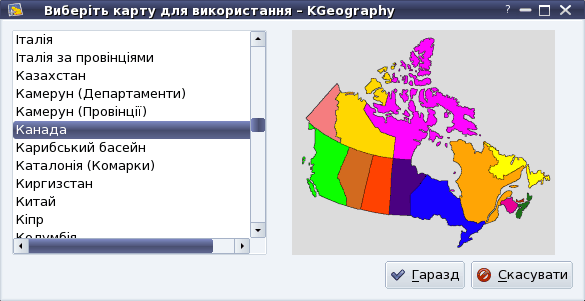 Виберіть карту для використання – KGeography
Італія
Італія за провінціями
Казахстан
Камерун (Департаменти)
Камерун (Провінції)
Канада
Карибський басейн
Каталонія (Комарки)
Киргизстан
Китай
Кіпр
Колумбія
Гаразд
Скасувати